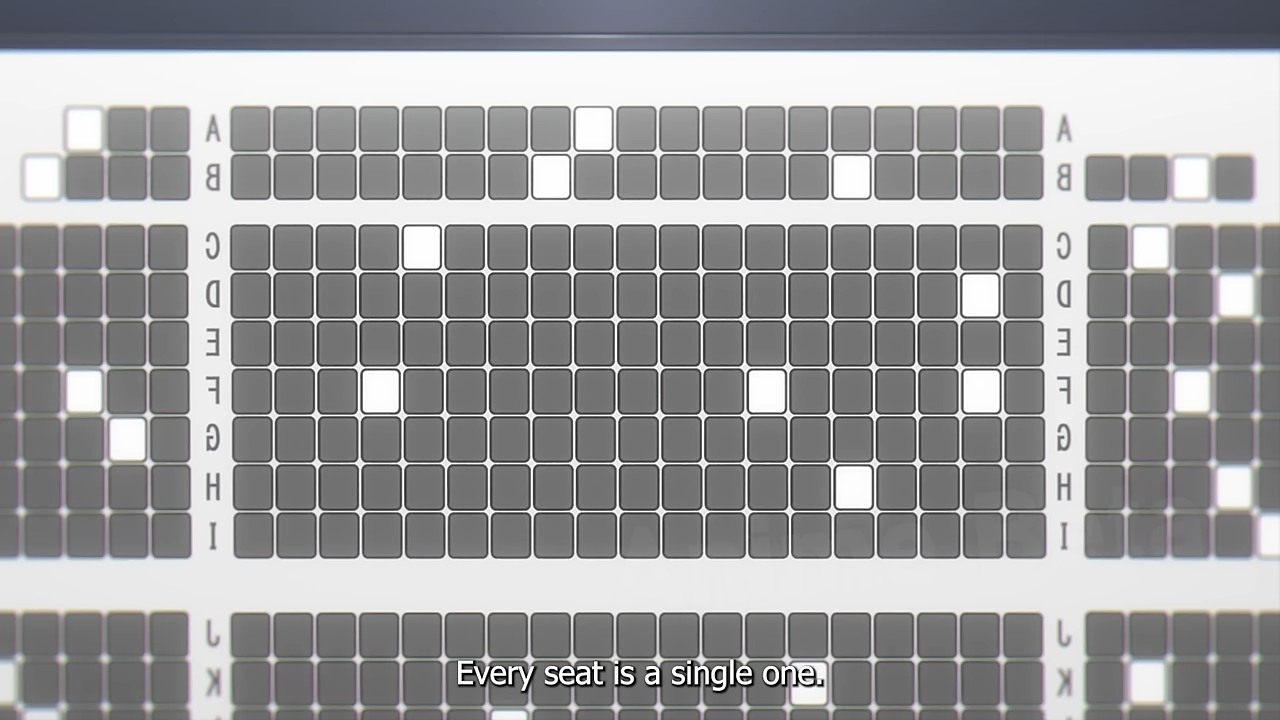 A A
B B
C C
D D
E E
F F
G G
H H
I I
J J
K K
Every seat is a single one.